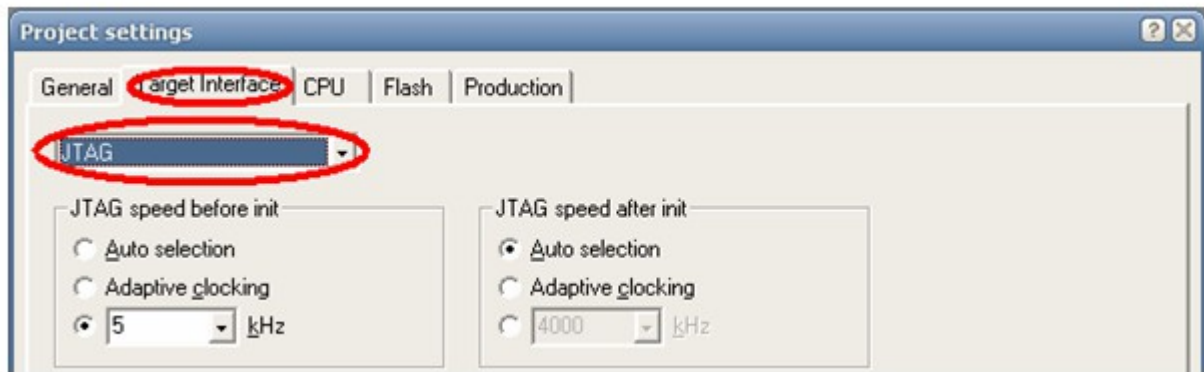 Project settings
General Target Interface CPU Flash Production
JTAG
JTAG speed before init
Auto selection
Adaptive clocking
5 kHz
JTAG speed after init
Auto selection
Adaptive clocking
4000 kHz